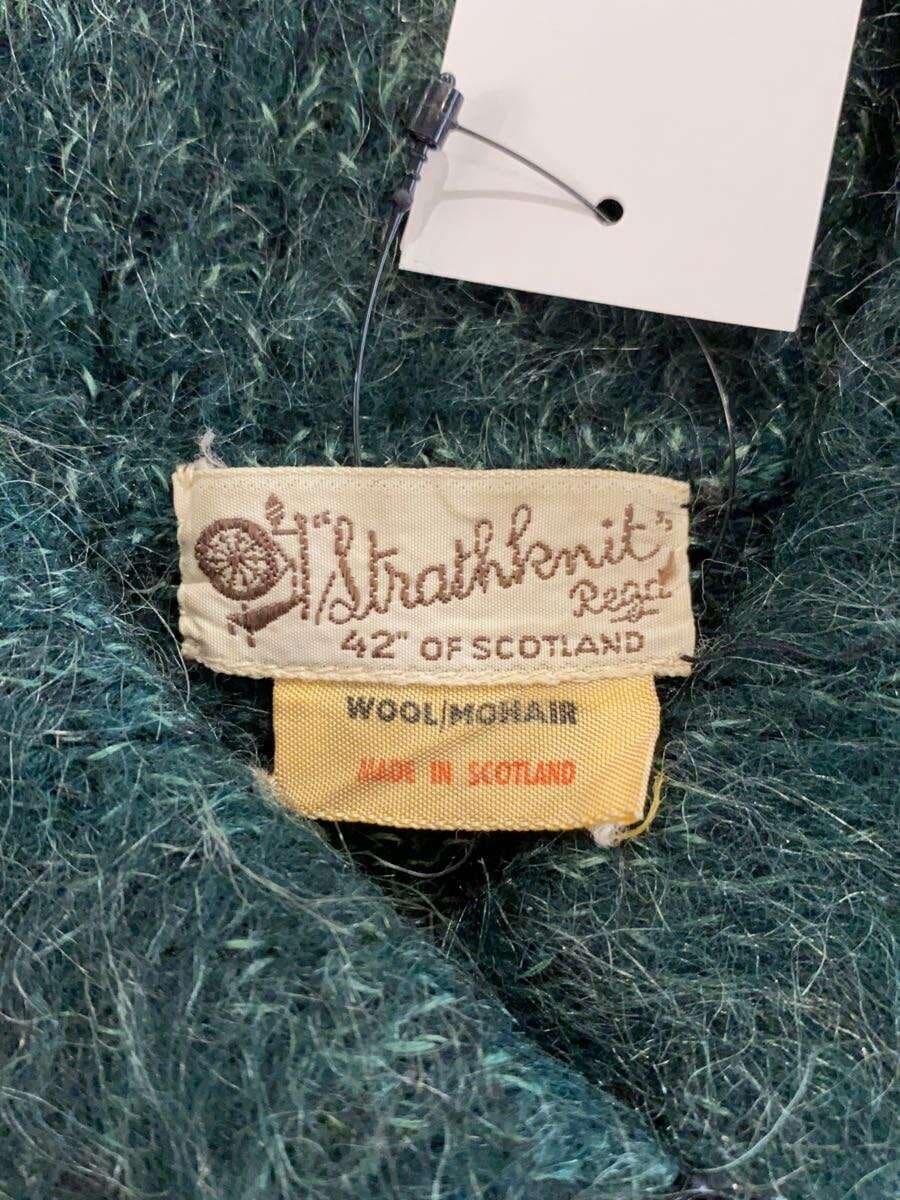 "Strathknit"
Regd
42" OF SCOTLAND
WOOL/MOHAIR
MADE IN SCOTLAND